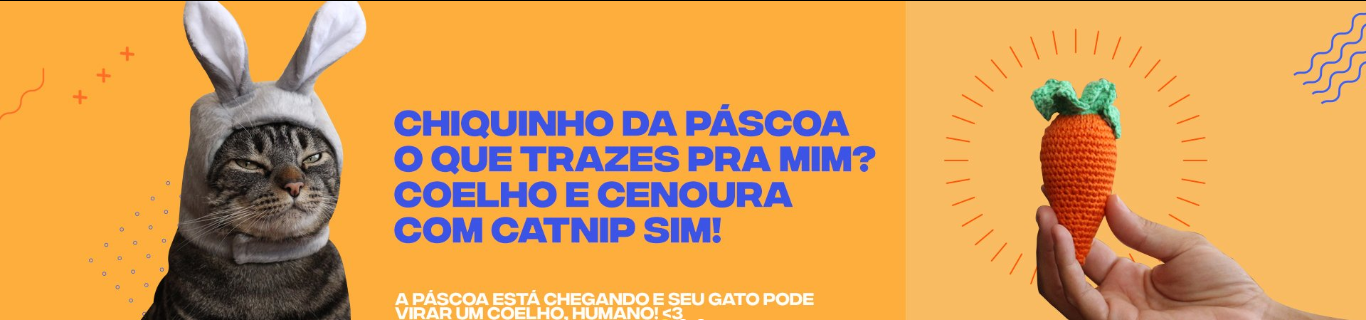 CHIQUINHO DA PÁSCOA
O QUE TRAZES PRA MIM?
COELHO E CENOURA
COM CATNIP SIM!
A PÁSCOA ESTÁ CHEGANDO E SEU GATO PODE
VIRAR UM COELHO, HUMANO! <3